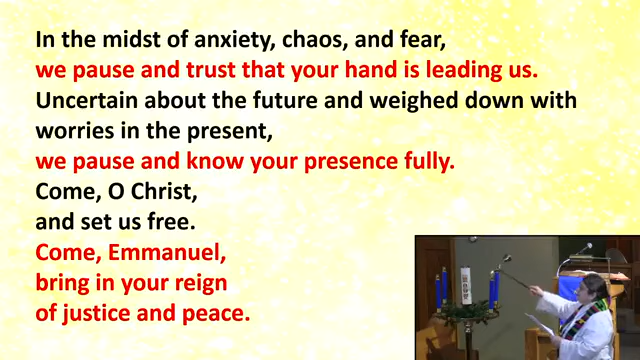 In the midst of anxiety, chaos, and fear,
we pause and trust that your hand is leading us.
Uncertain about the future and weighed down with
worries in the present,
we pause and know your presence fully.
Come, O Christ,
and set us free.
Come, Emmanuel,
bring in your reign
of justice and peace.